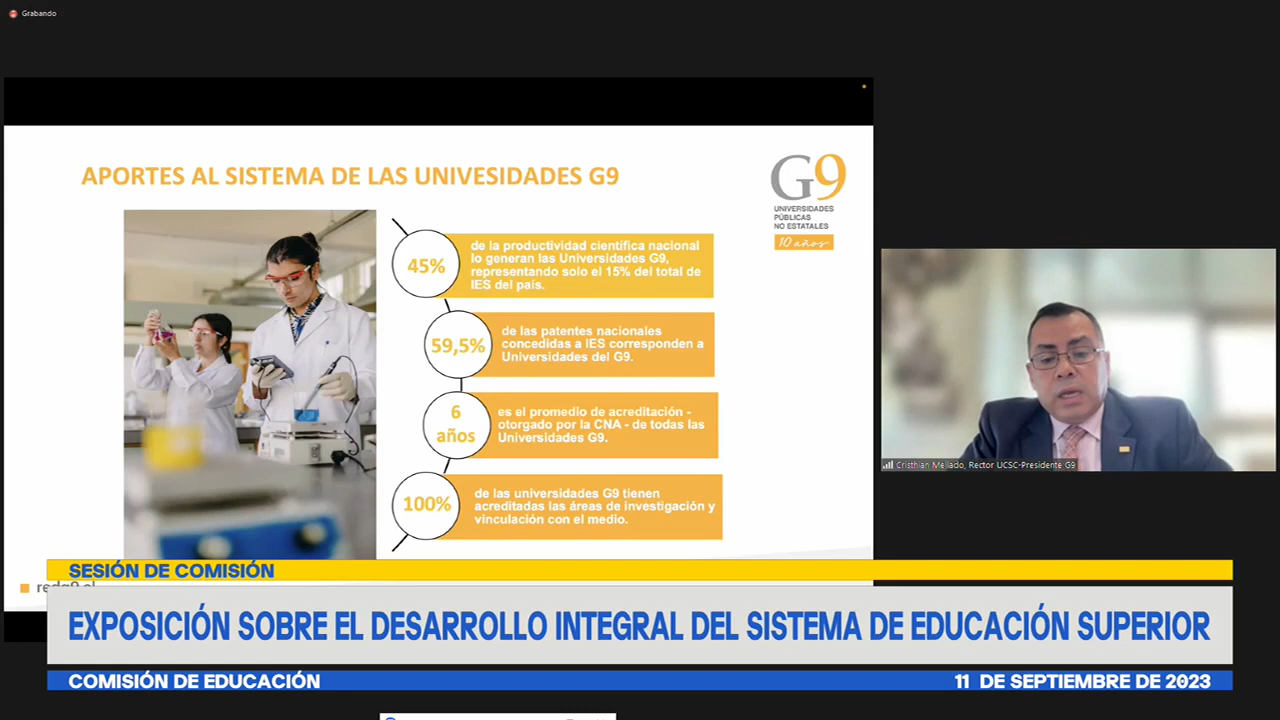 Grabando
APORTES AL SISTEMA DE LAS UNIVESIDADES G9
G9
UNIVERSIDADES
PÚBLICAS
NO ESTATALES
10 años
45%
de la productividad científica nacional
lo generan las Universidades G9,
representando solo el 15% del total de
IES del país.
59,5%
de las patentes nacionales
concedidas a IES corresponden a
Universidades del G9.
6
años
es el promedio de acreditación -
otorgado por la CNA - de todas las
Universidades G9.
100%
de las universidades G9 tienen
acreditadas las áreas de investigación y
vinculación con el medio.
Cristhian Mellado, Rector UCSC-Presidente G9
SESIÓN DE COMISIÓN
EXPOSICIÓN SOBRE EL DESARROLLO INTEGRAL DEL SISTEMA DE EDUCACIÓN SUPERIOR
COMISIÓN DE EDUCACIÓN
11 DE SEPTIEMBRE DE 2023